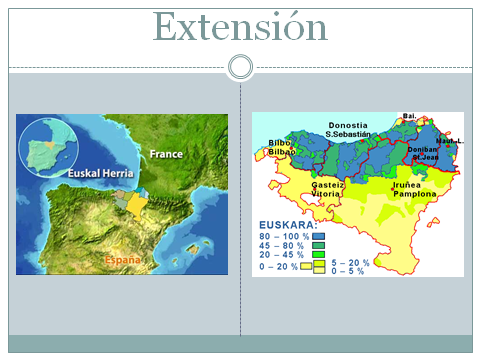 Extensión
France
Euskal Herria
España
Bai.
Donostia
S.Sebastián
Maul. L.
Bilbo
Bilbao
Doniban
St.Jean
Gasteiz
Vitoria
Iruñea
Pamplona
EUSKARA:
80 – 100 %
45 – 80 %
20 – 45 %
0 – 20 %
5 – 20 %
0 – 5 %